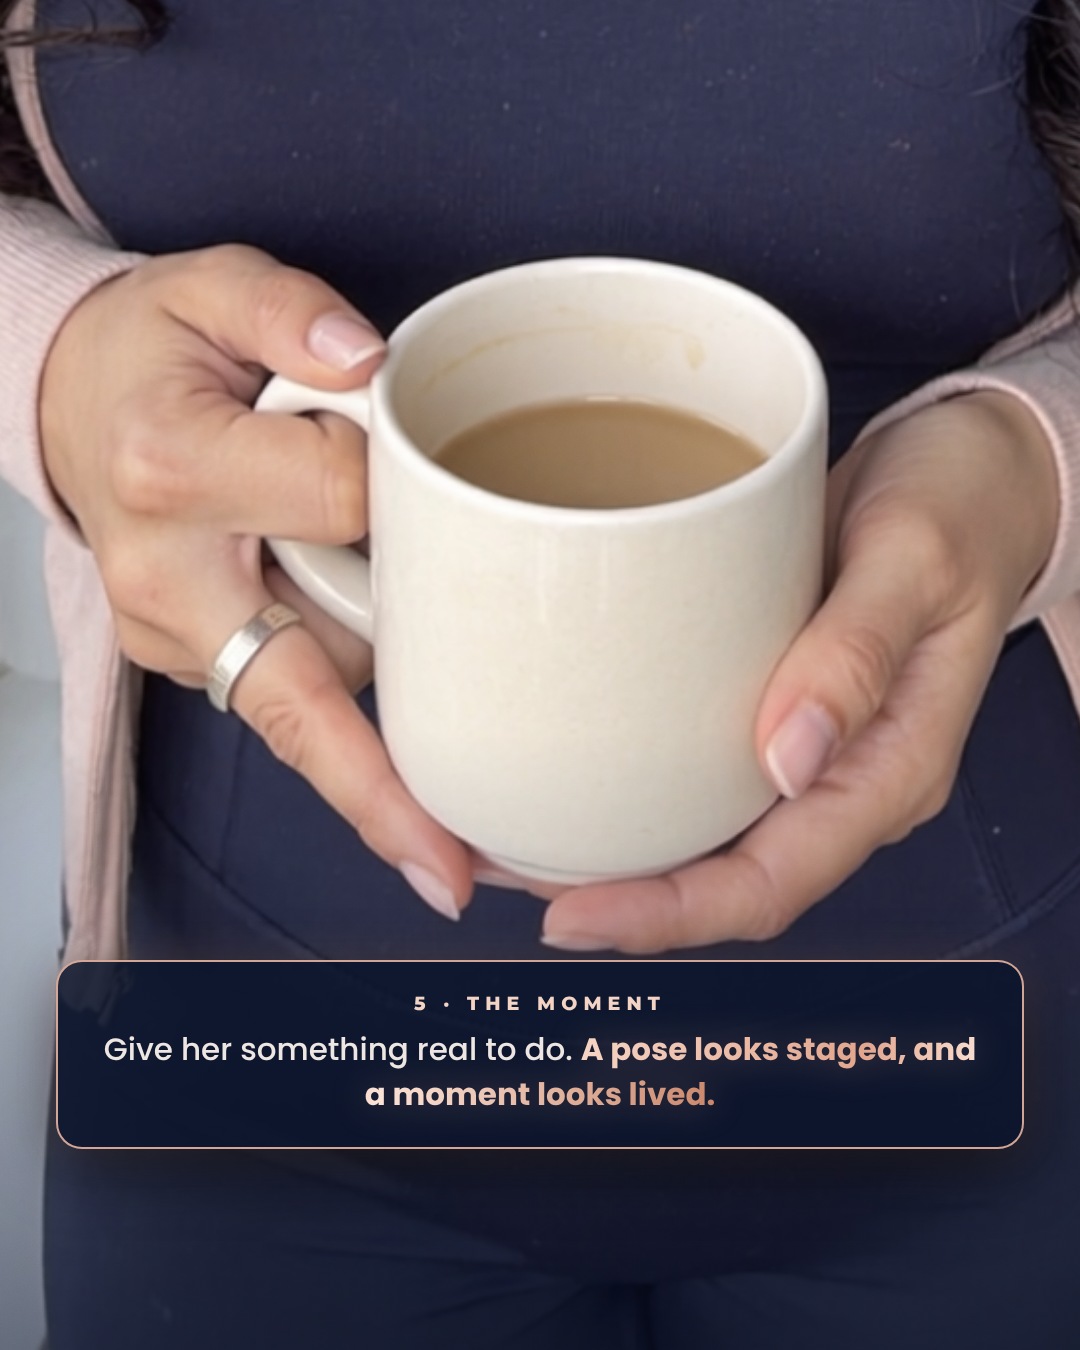 5 · THE MOMENT
Give her something real to do. A pose looks staged, and
a moment looks lived.